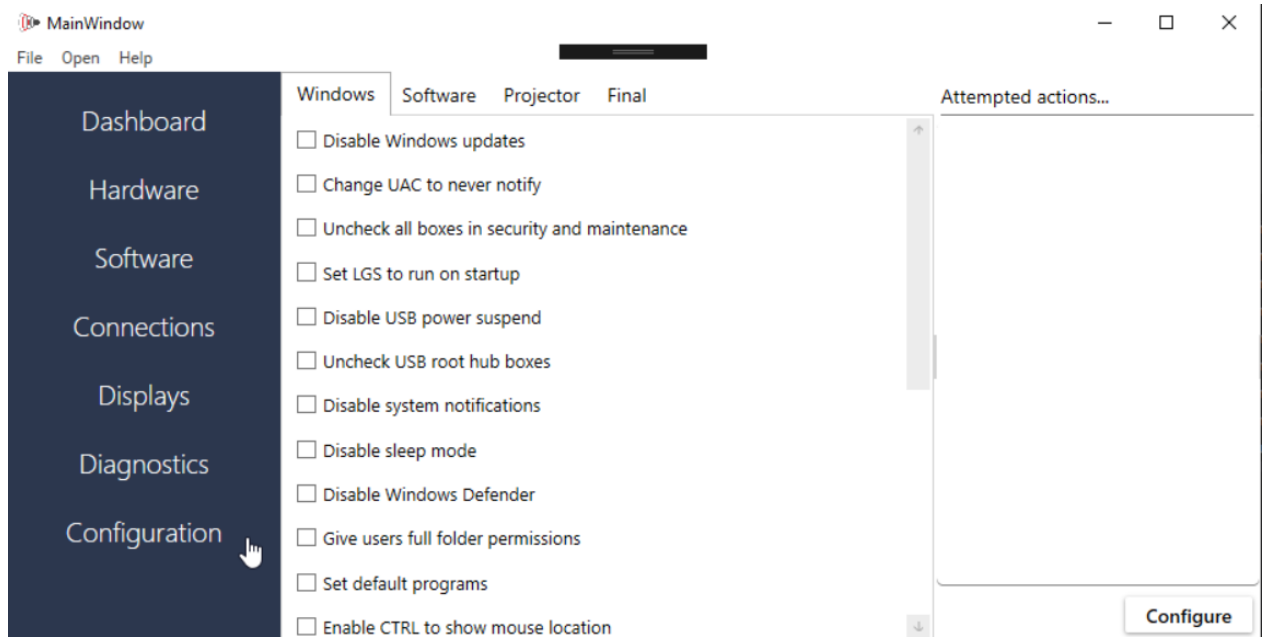 MainWindow
File Open Help
Dashboard
Hardware
Software
Connections
Displays
Diagnostics
Configuration
Windows Software Projector Final
Disable Windows updates
Change UAC to never notify
Uncheck all boxes in security and maintenance
Set LGS to run on startup
Disable USB power suspend
Uncheck USB root hub boxes
Disable system notifications
Disable sleep mode
Disable Windows Defender
Give users full folder permissions
Set default programs
Enable CTRL to show mouse location
Attempted actions...
Configure